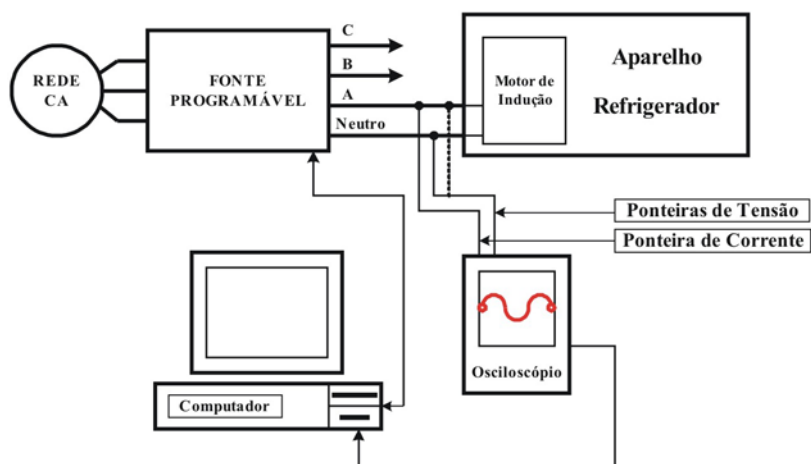 REDE
CA
FONTE
PROGRAMÁVEL
C
B
A
Neutro
Motor de
Indução
Aparelho
Refrigerador
Ponteiras de Tensão
Ponteira de Corrente
Osciloscópio
Computador